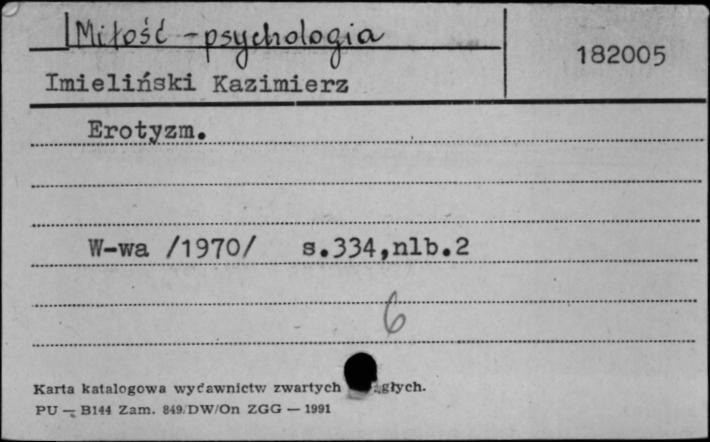 Miłość - psychologia
182005
Imieliński Kazimierz
Erotyzm.
W-wa /1970/ s.334,nlb.2
6
Karta katalogowa wydawnictw zwartych
PU — B144 Zam. 849/DW/On ZGG — 1991